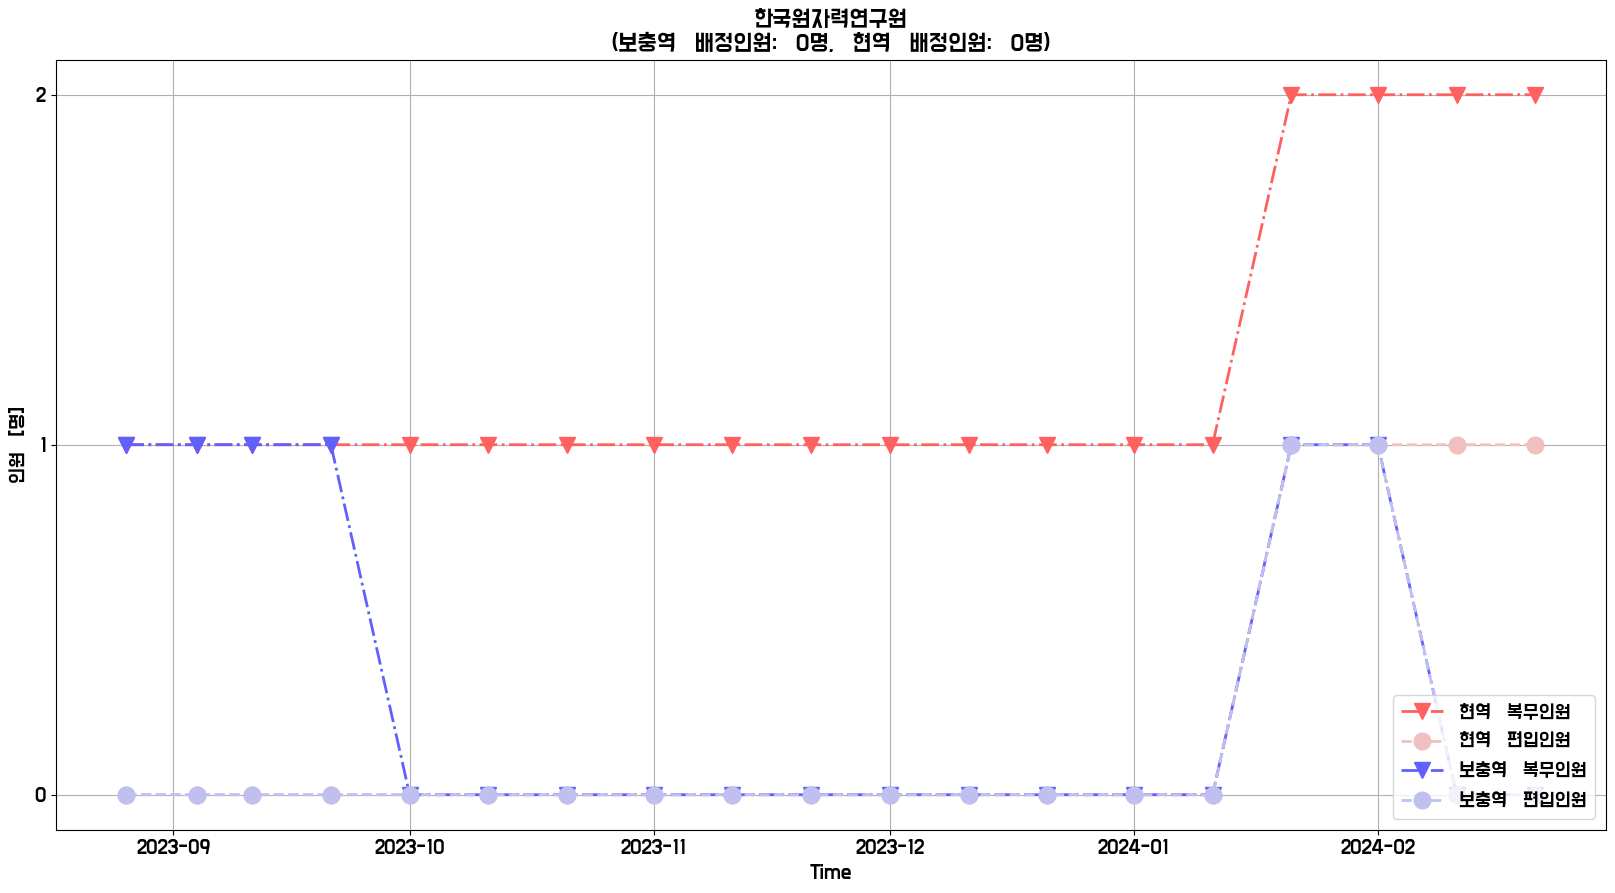 한국원자력연구원
(보충역 배정인원: 0명, 현역 배정인원: 0명)
인원 [명]
2
1
0
2023-09
2023-10
2023-11
2023-12
2024-01
2024-02
Time
현역 복무인원
현역 편입인원
보충역 복무인원
보충역 편입인원